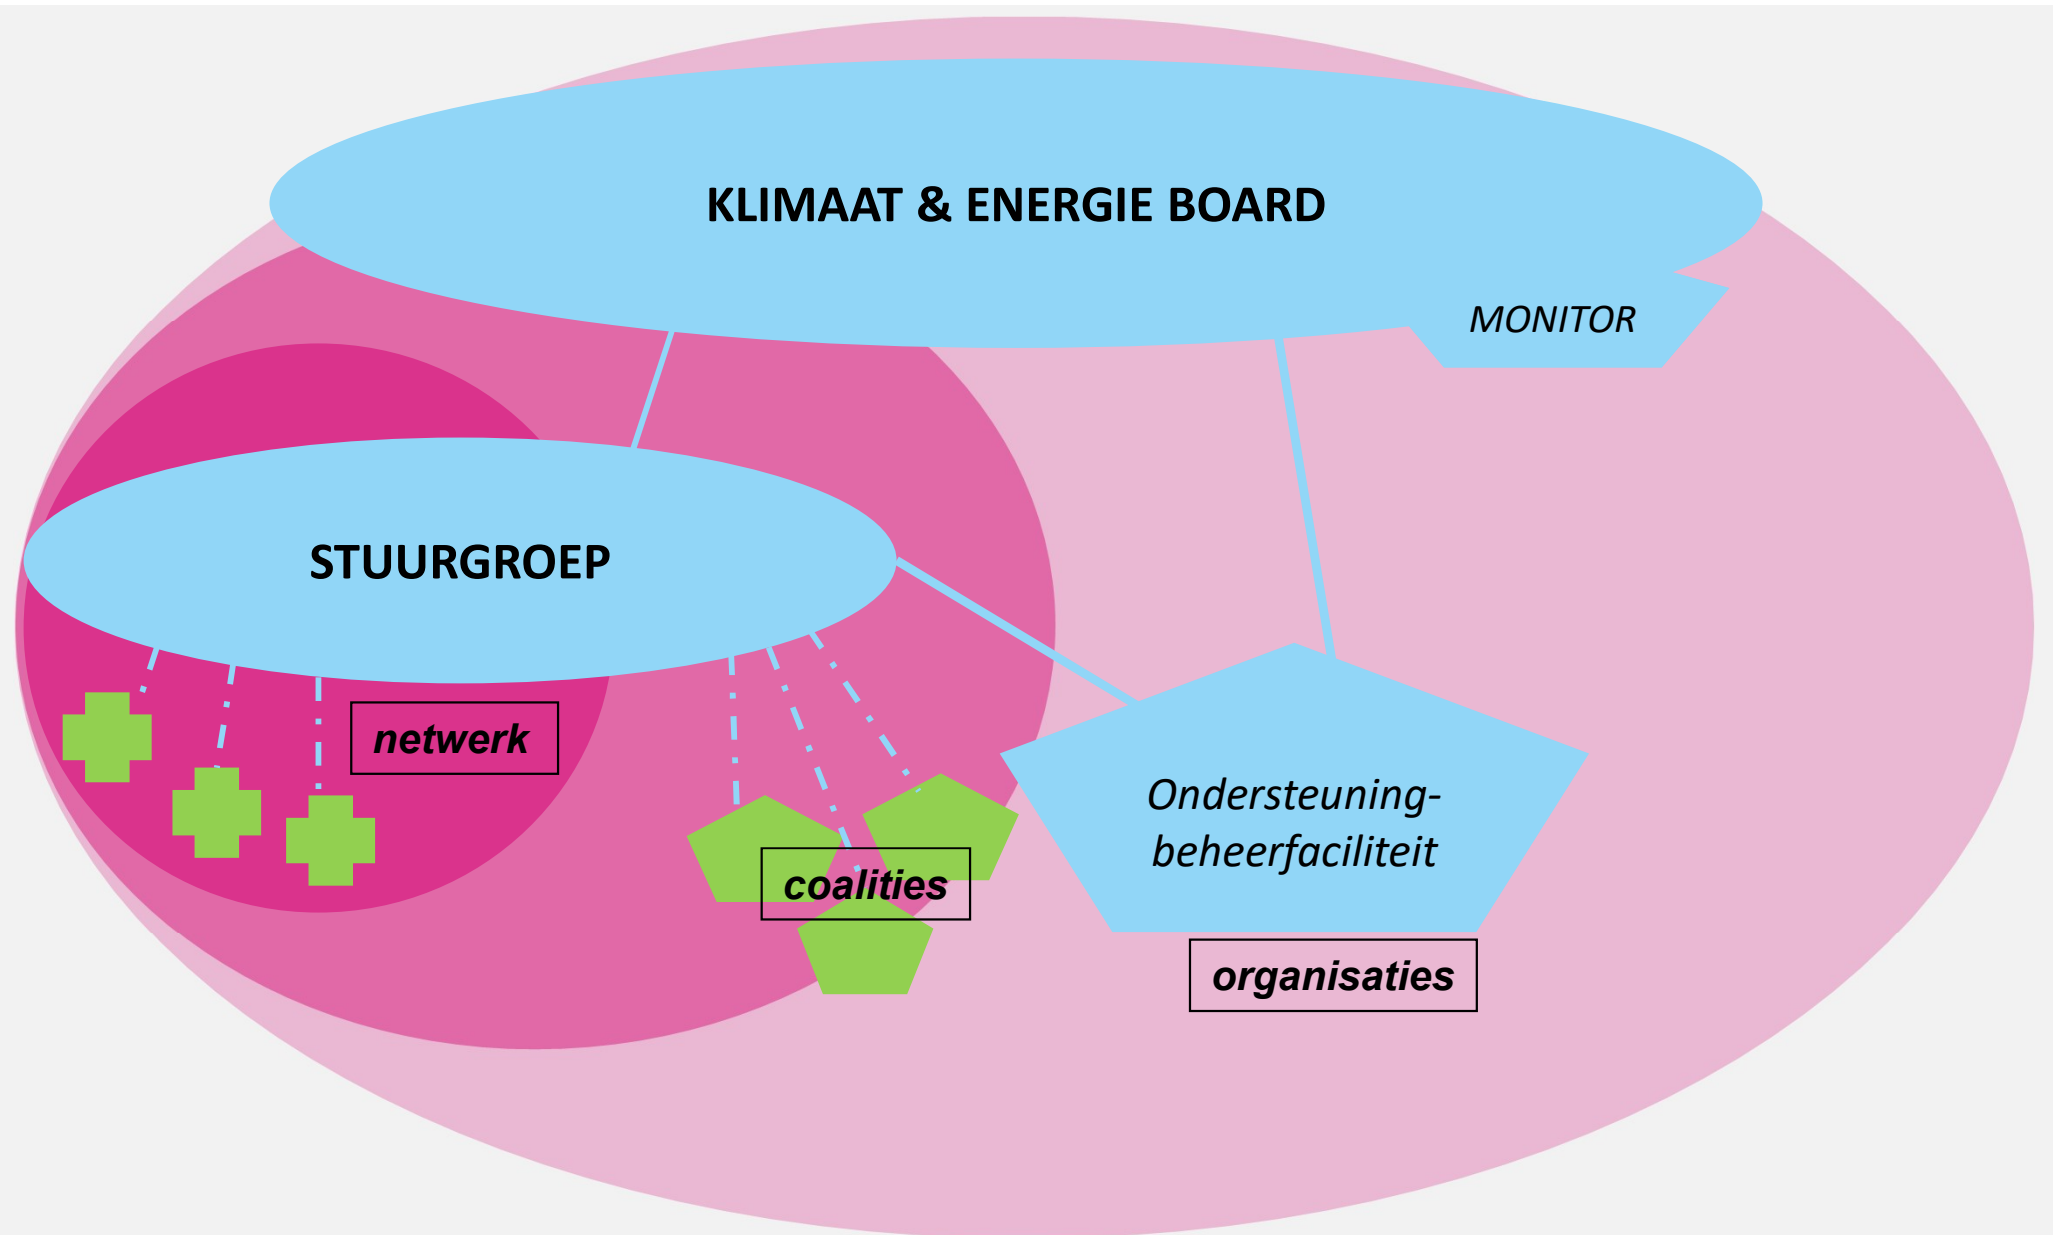 KLIMAAT & ENERGIE BOARD
MONITOR
STUURGROEP
netwerk
Ondersteuning-
beheerfaciliteit
coalities
organisaties